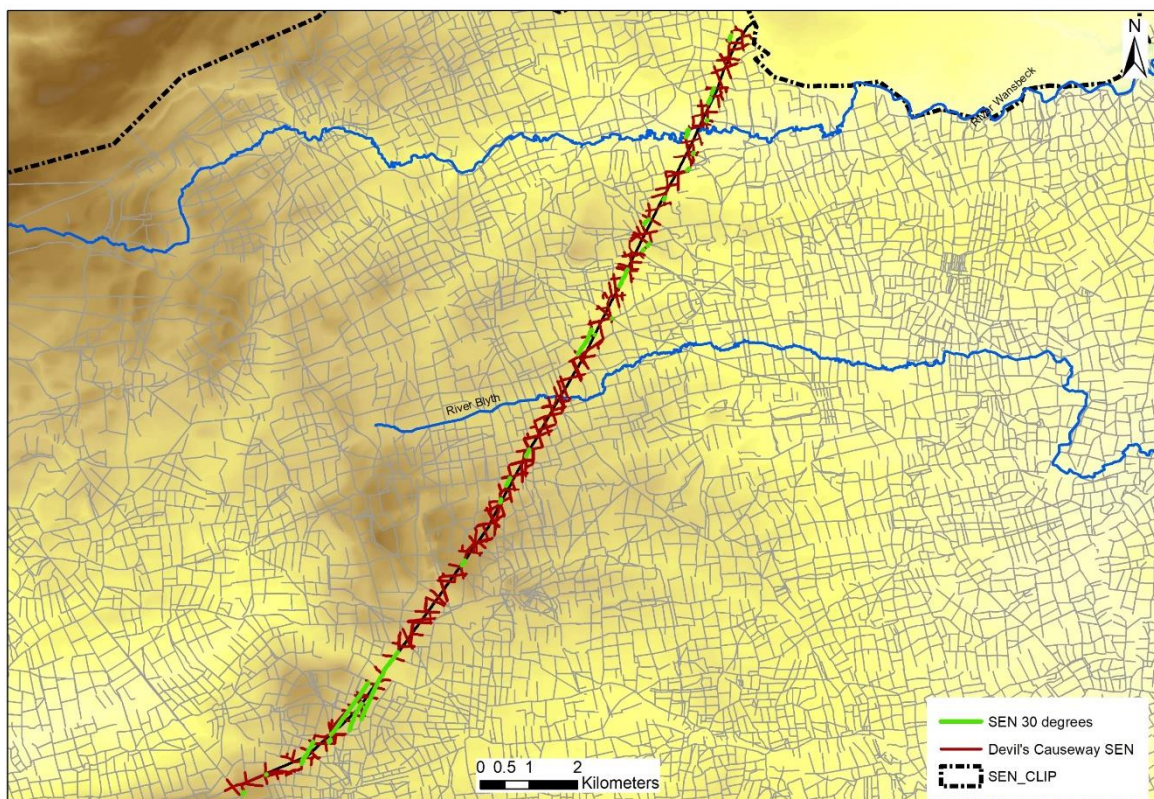 N
River Wansbeck
River Blyth
SEN 30 degrees
Devil's Causeway SEN
SEN_CLIP
0 0.5 1 2
Kilometers